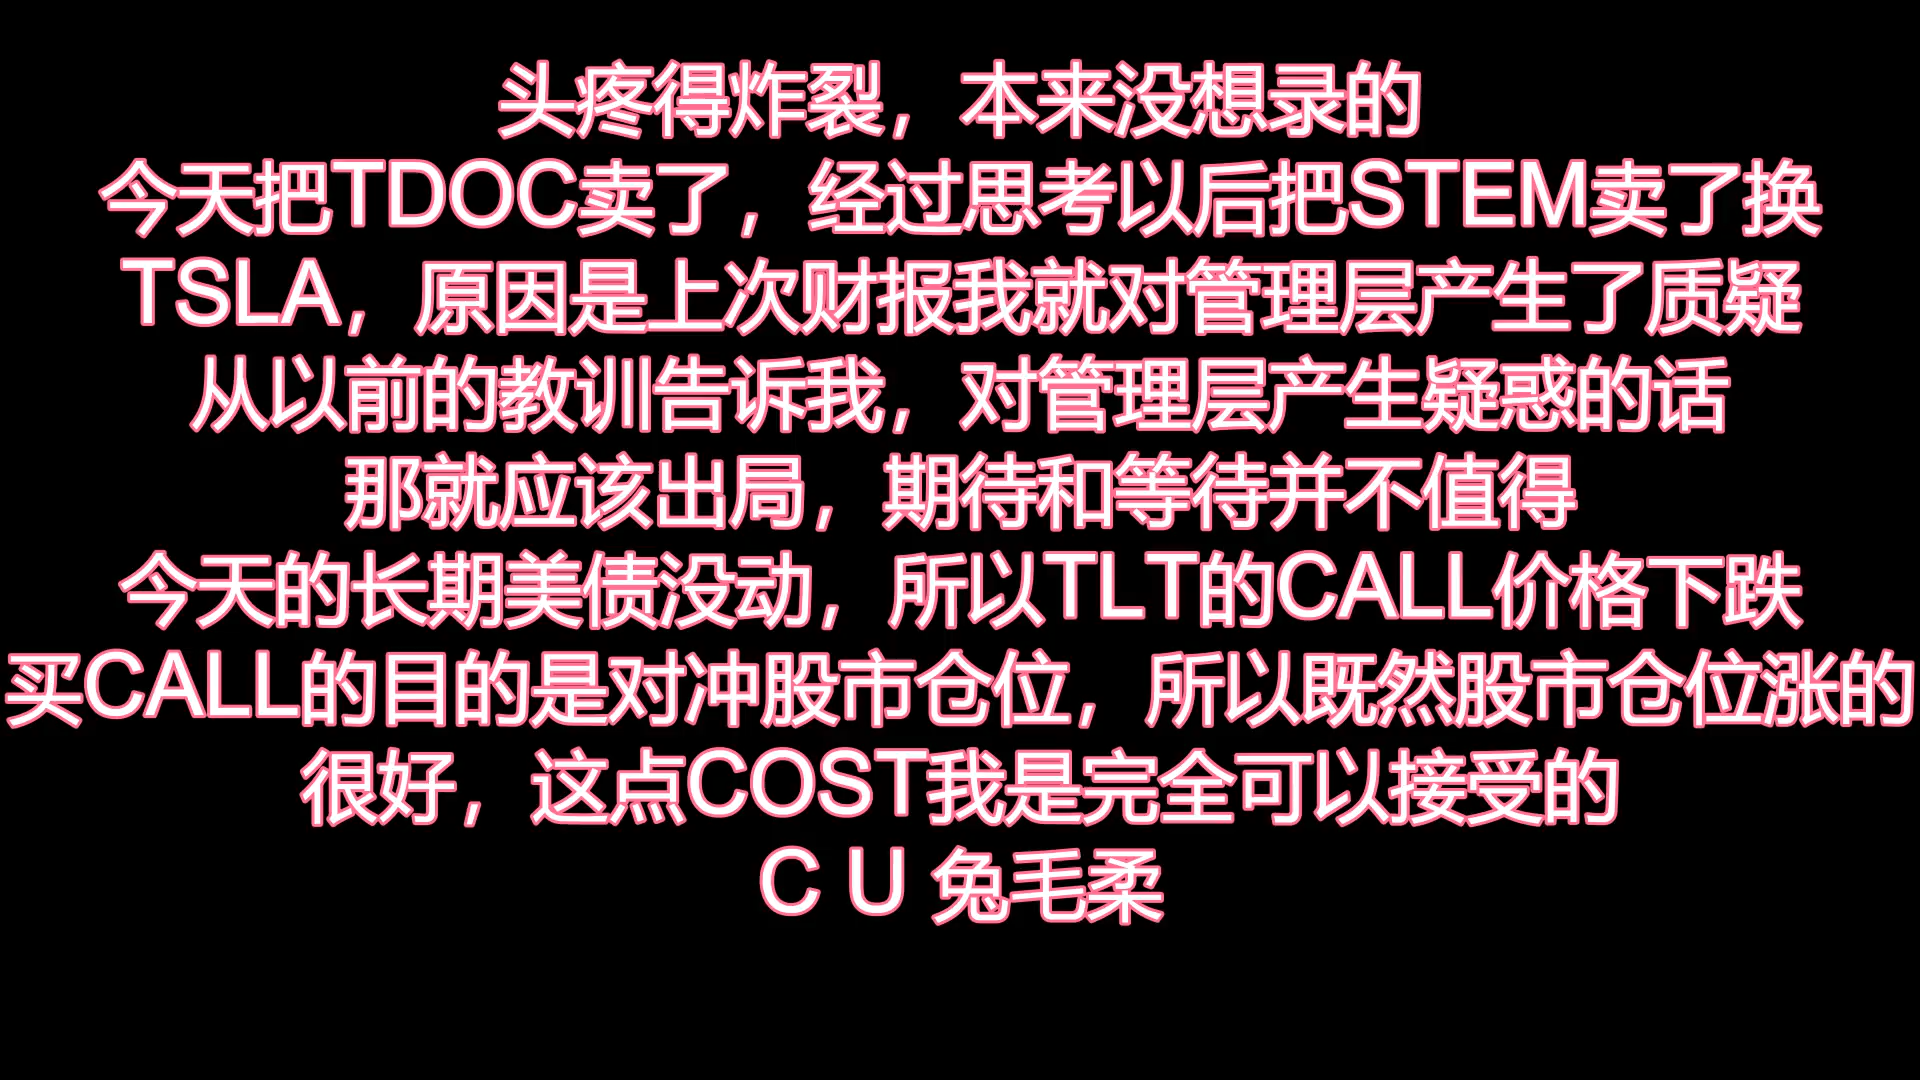 头疼得炸裂，本来没想录的
今天把TDOC卖了，经过思考以后把STEM卖了换
TSLA，原因是上次财报我就对管理层产生了质疑
从以前的教训告诉我，对管理层产生疑惑的话
那就应该出局，期待和等待并不值得
今天的长期美债没动，所以TLT的CALL价格下跌
买CALL的目的是对冲股市仓位，所以既然股市仓位涨的
很好，这点COST我是完全可以接受的
C U 兔毛柔